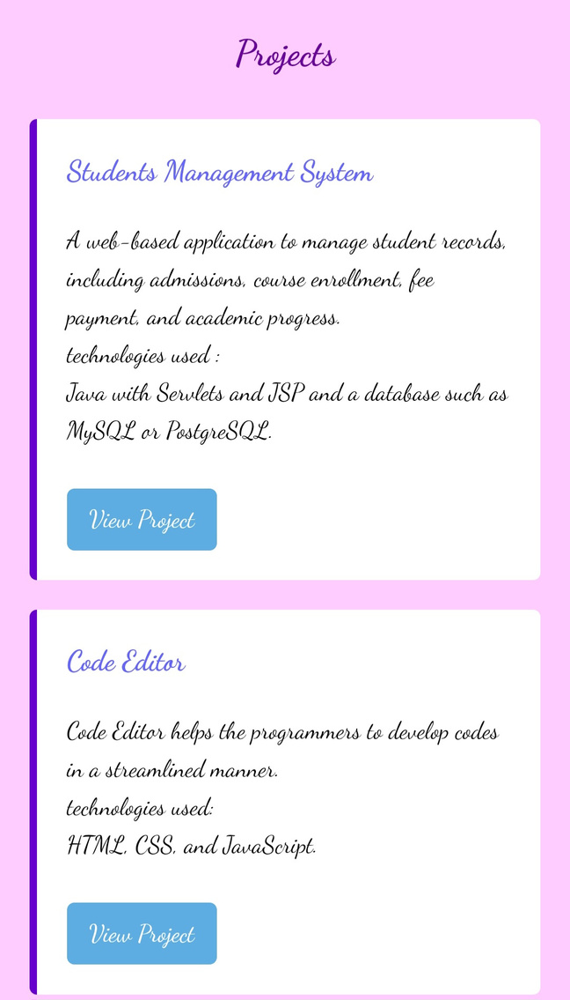 Projects
Students Management System
A web-based application to manage student records,
including admissions, course enrollment, fee
payment, and academic progress.
technologies used :
Java with Servlets and JSP and a database such as
MySQL or PostgreSQL.
View Project
Code Editor
Code Editor helps the programmers to develop codes
in a streamlined manner.
technologies used:
HTML, CSS, and JavaScript.
View Project